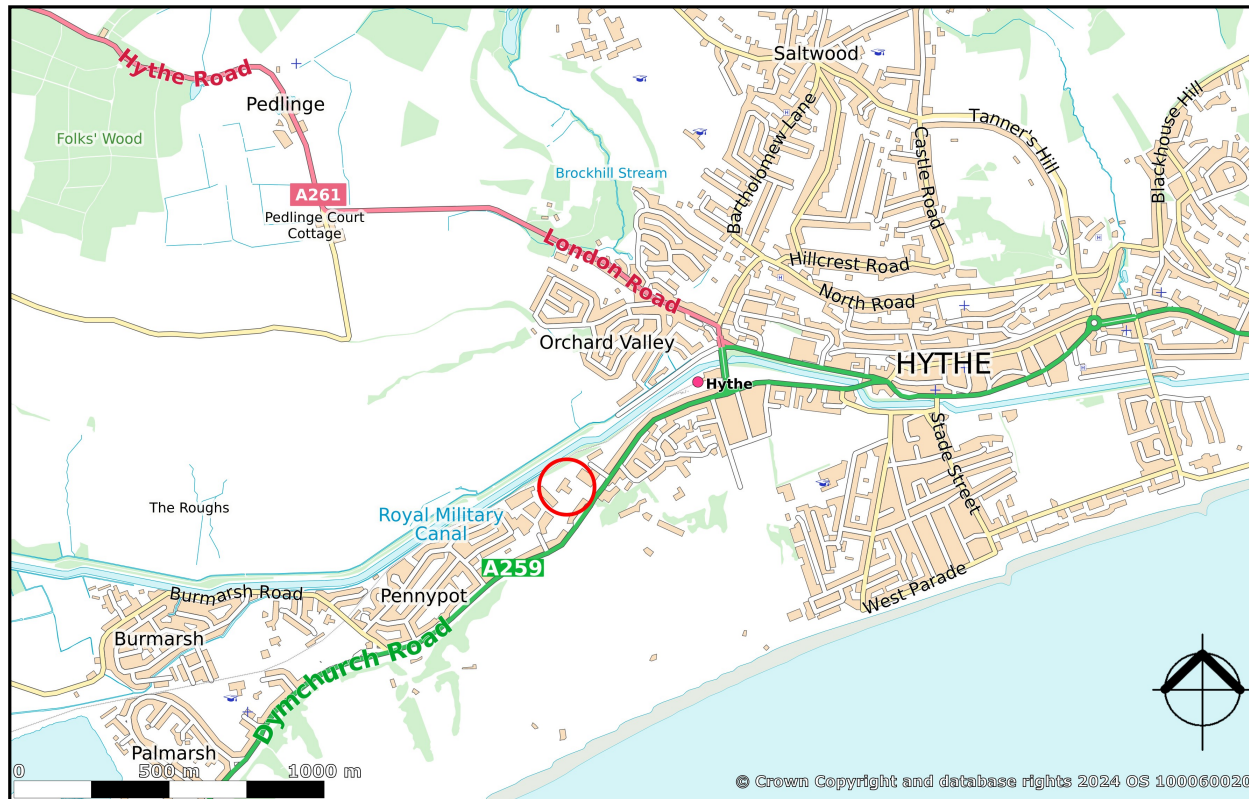 Hythe Road
Saltwood
Pedlinge
Folks' Wood
Bartholomew Lane
Castle Road
Tanner's Hill
Blackhouse Hill
Brockhill Stream
A261
Pedlinge Court
Cottage
London Road
Hillcrest Road
North Road
Orchard Valley
HYTHE
Hythe
Stade Street
The Roughs
Royal Military
Canal
A259
West Parade
Burmarsh Road
Pennypot
Burmarsh
Dymchurch Road
Palmarsh
0 500 m 1000 m
© Crown Copyright and database rights 2024 OS 100060020